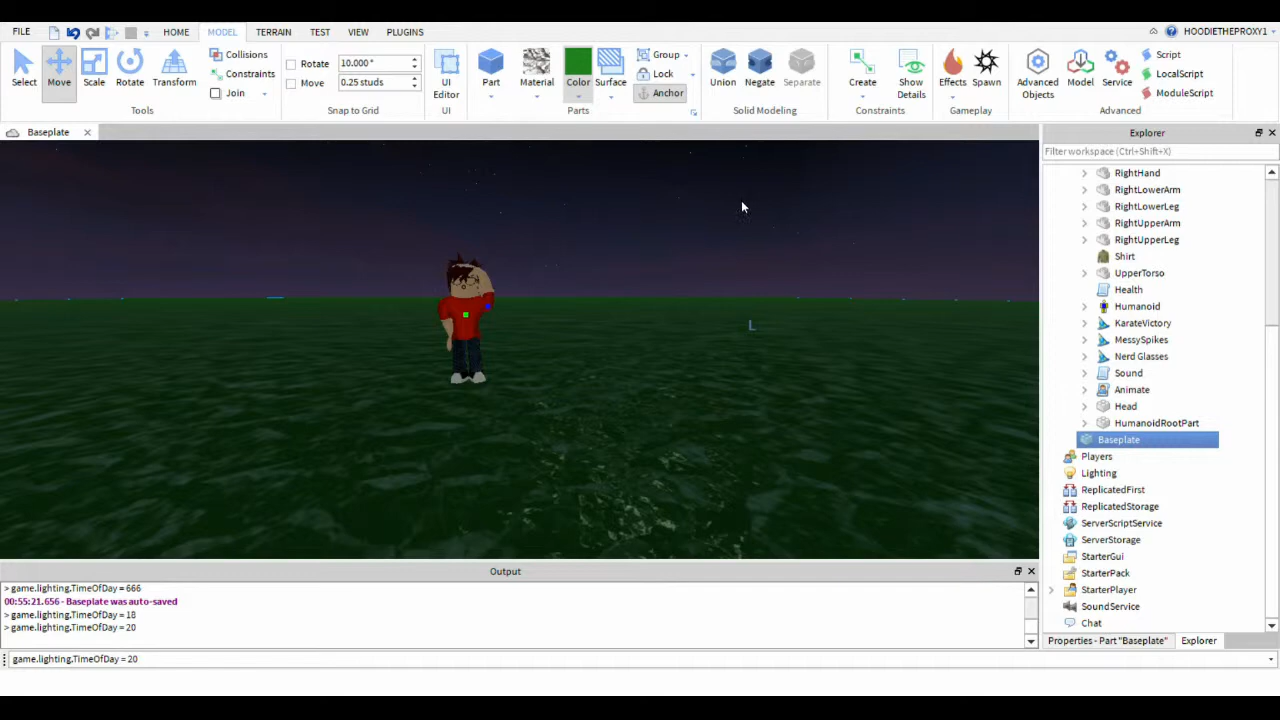 FILE HOME MODEL TERRAIN TEST VIEW PLUGINS HOODIETHEPROXY1
Select Move Scale Rotate Transform
Collisions
Constraints
Join
Tools
Rotate 10.000 °
Move 0.25 studs
Snap to Grid
UI
Editor
UI
Part Material Color Surface
Group
Lock
Anchor
Parts
Union Negate Separate
Solid Modeling
Create Show
Details
Constraints
Effects Spawn
Gameplay
Advanced
Objects
Model Service
Script
LocalScript
ModuleScript
Advanced
Baseplate
Explorer
Filter workspace (Ctrl+Shift+X)
RightHand
RightLowerArm
RightLowerLeg
RightUpperArm
RightUpperLeg
Shirt
UpperTorso
Health
Humanoid
KarateVictory
MessySpikes
Nerd Glasses
Sound
Animate
Head
HumanoidRootPart
Baseplate
Players
Lighting
ReplicatedFirst
ReplicatedStorage
ServerScriptService
ServerStorage
StarterGui
StarterPack
StarterPlayer
SoundService
Chat
Properties - Part "Baseplate" Explorer
L
Output
> game.lighting.TimeOfDay = 666
00:55:21.656 - Baseplate was auto-saved
> game.lighting.TimeOfDay = 18
> game.lighting.TimeOfDay = 20
game.lighting.TimeOfDay = 20